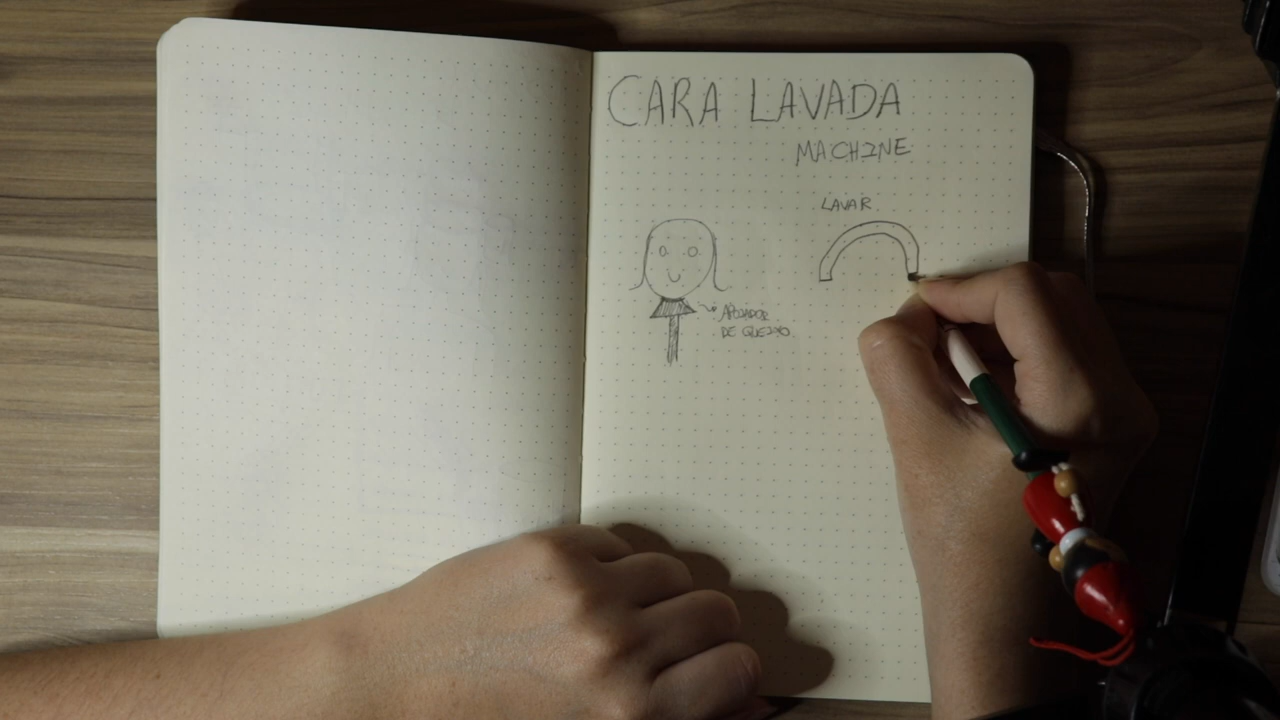 CARA LAVADA
MACHINE
LAVAR
APOIADOR
DE QUEIXO